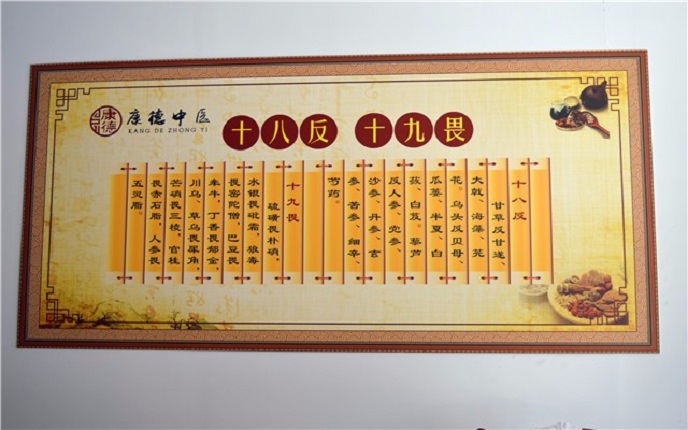 康德
康德中医
KANG DE ZHONG YI
十八反 十九畏
十八反
甘草反甘遂、
大戟、海藻、芫
花。乌头反贝母、
瓜蒌、半夏、白
蔹、白芨。藜芦
反人参、党参、
沙参、丹参、玄
参、苦参、细辛、
芍药。
十九畏
硫磺畏朴硝，
水银畏砒霜，狼毒
畏密陀僧，巴豆畏
牵牛，丁香畏郁金，
川乌、草乌畏犀角，
芒硝畏三棱，官桂
畏赤石脂，人参畏
五灵脂。